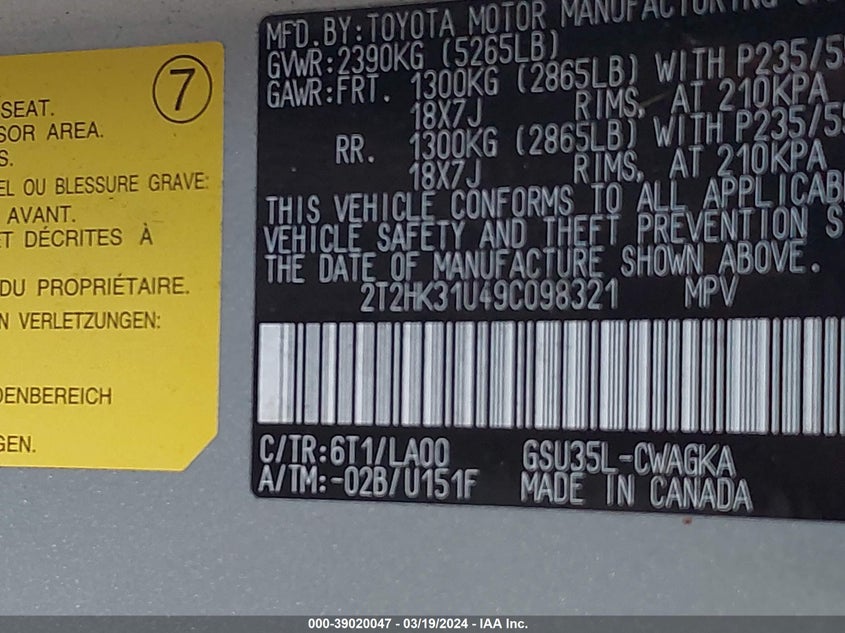 7
SEAT.
SOR AREA.
S.
EL OU BLESSURE GRAVE:
AVANT.
ET DÉCRITES À
DU PROPRIÉTAIRE.
N VERLETZUNGEN:
DENBEREICH
GEN.
MFD.BY:TOYOTA MOTOR MANUFACTURING
GVWR:2390KG (5265LB)
GAWR:FRT. 1300KG (2865LB) WITH P235/55
18X7J RIMS, AT 210KPA
RR. 1300KG (2865LB) WITH P235/55
18X7J RIMS, AT 210KPA
THIS VEHICLE CONFORMS TO ALL APPLICAB
VEHICLE SAFETY AND THEFT PREVENTION S
THE DATE OF MANUFACTURE SHOWN ABOVE.
2T2HK31U49C098321 MPV
C/TR:6T1/LA00 GSU35L-CWAGKA
A/TM:-02B/U151F MADE IN CANADA
000-39020047 - 03/19/2024 - IAA Inc.